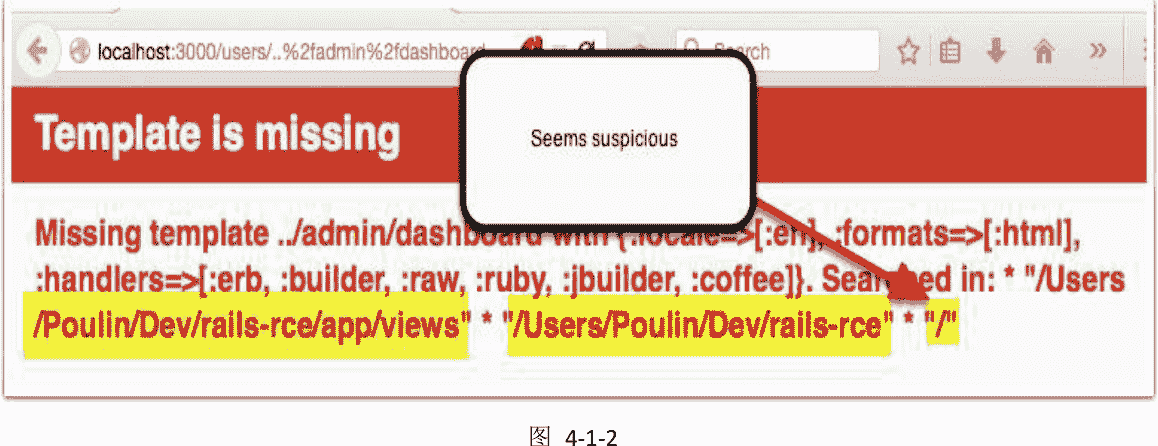 localhost:3000/users/..%2fadmin%2fdashboard
Search
Template is missing
Seems suspicious
Missing template ../admin/dashboard with {:locale=>[:en], :formats=>[:html],
:handlers=>[:erb, :builder, :raw, :ruby, :jbuilder, :coffee]}. Searched in: * "/Users
/Poulin/Dev/rails-rce/app/views" * "/Users/Poulin/Dev/rails-rce" * "/"
图 4-1-2